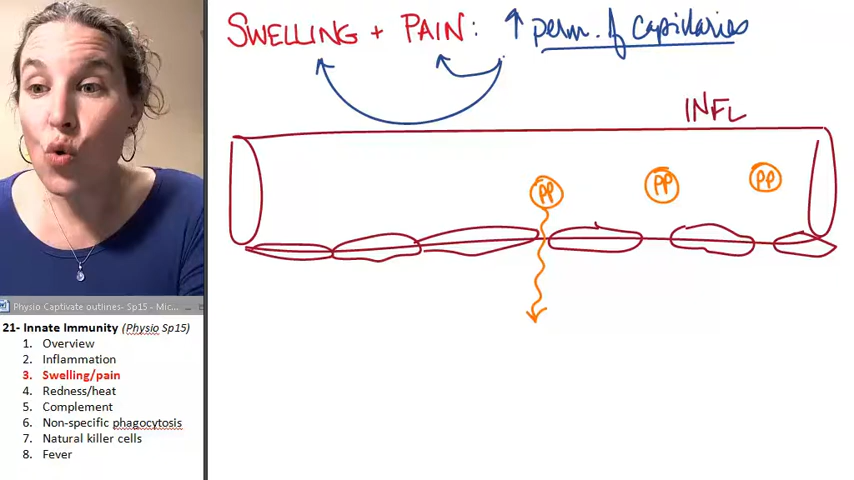 SWELLING + PAIN: ↑ perm. of capillaries
INFL
PP PP PP
Physio Captivate outlines- Sp15 - Mic...
21- Innate Immunity (Physio Sp15)
1. Overview
2. Inflammation
3. Swelling/pain
4. Redness/heat
5. Complement
6. Non-specific phagocytosis
7. Natural killer cells
8. Fever